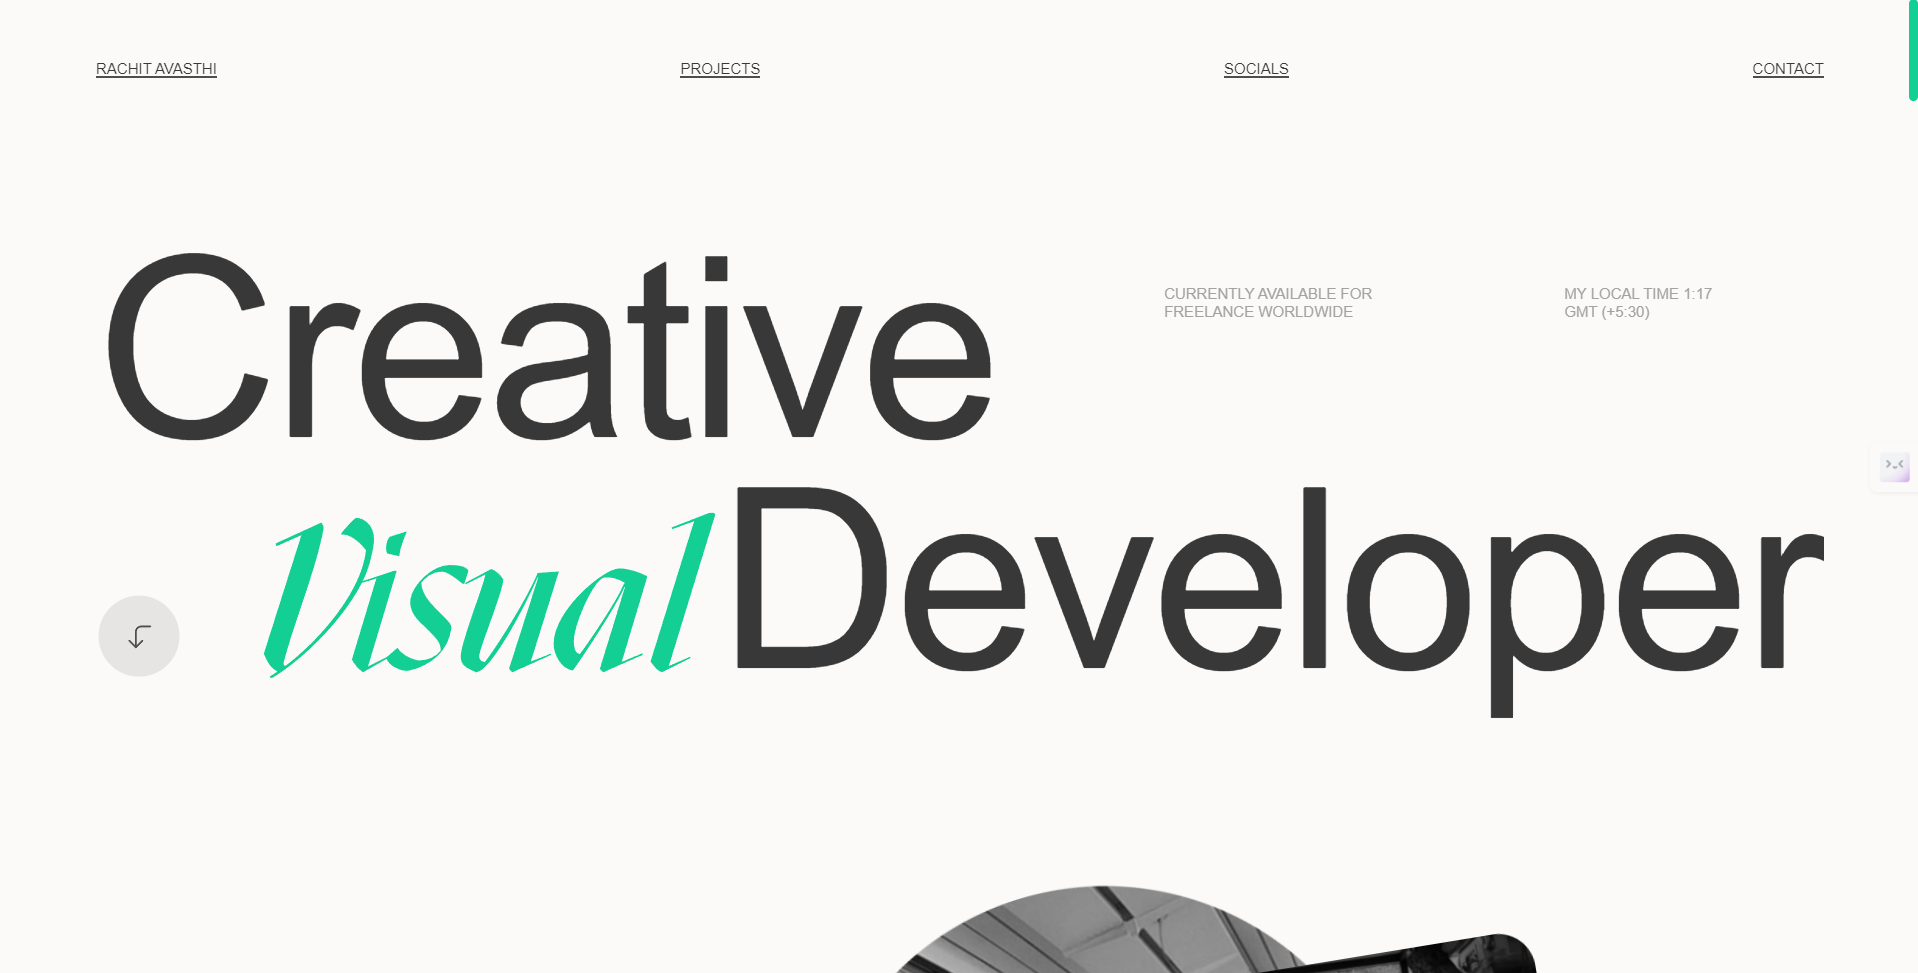 RACHIT AVASTHI
PROJECTS
SOCIALS
CONTACT
Creative
CURRENTLY AVAILABLE FOR
FREELANCE WORLDWIDE
MY LOCAL TIME 1:17
GMT (+5:30)
Visual Developer